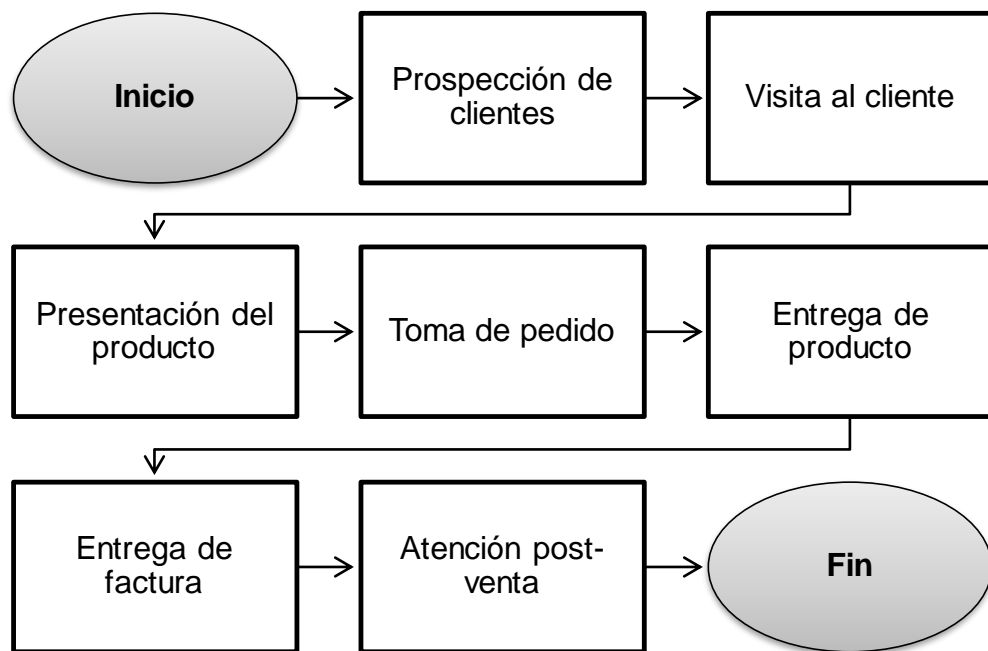 Inicio
Prospección de
clientes
Visita al cliente
Presentación del
producto
Toma de pedido
Entrega de
producto
Entrega de
factura
Atención post-
venta
Fin